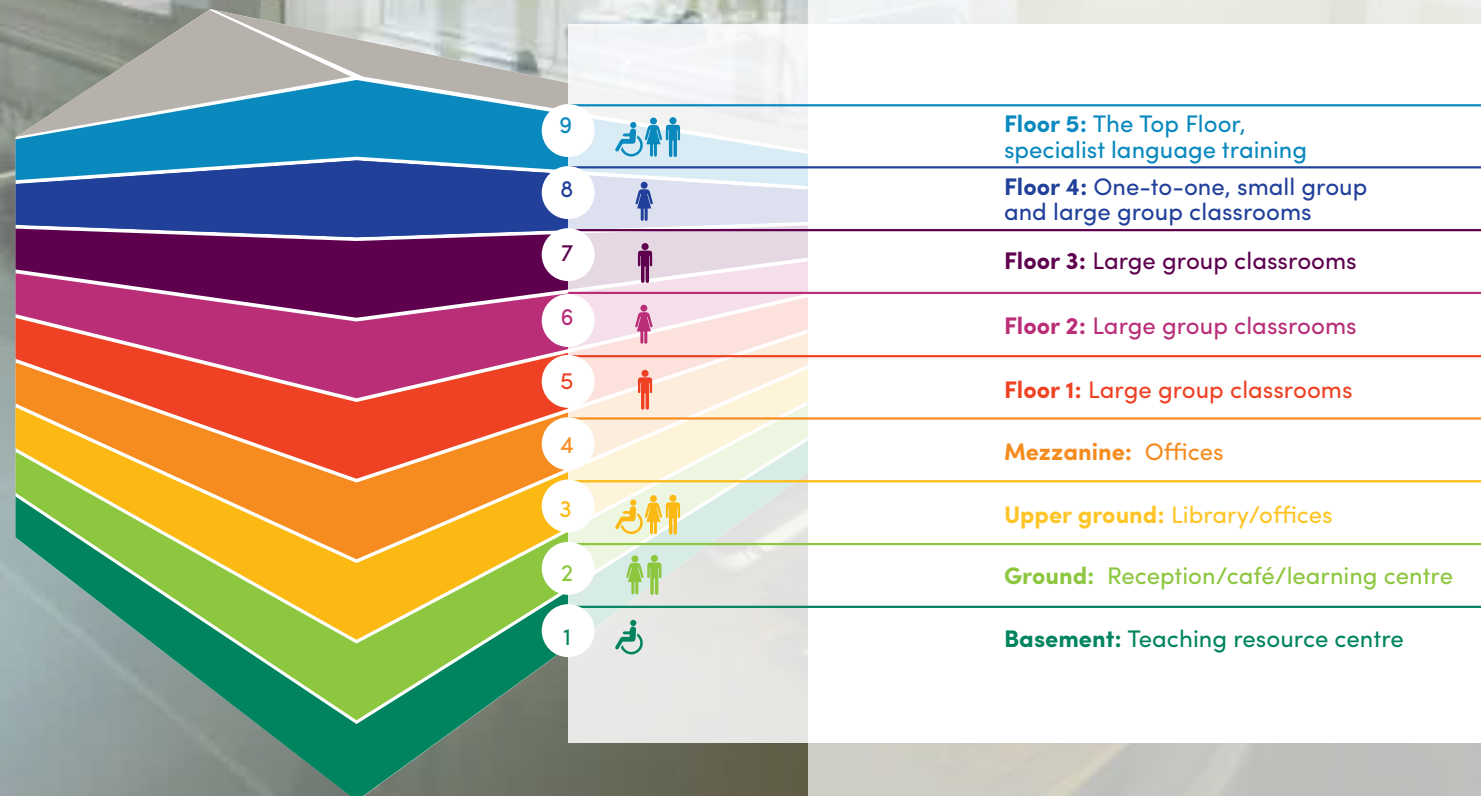 9
Floor 5: The Top Floor,
specialist language training
8
Floor 4: One-to-one, small group
and large group classrooms
7
Floor 3: Large group classrooms
6
Floor 2: Large group classrooms
5
Floor 1: Large group classrooms
4
Mezzanine: Offices
3
Upper ground: Library/offices
2
Ground: Reception/café/learning centre
1
Basement: Teaching resource centre